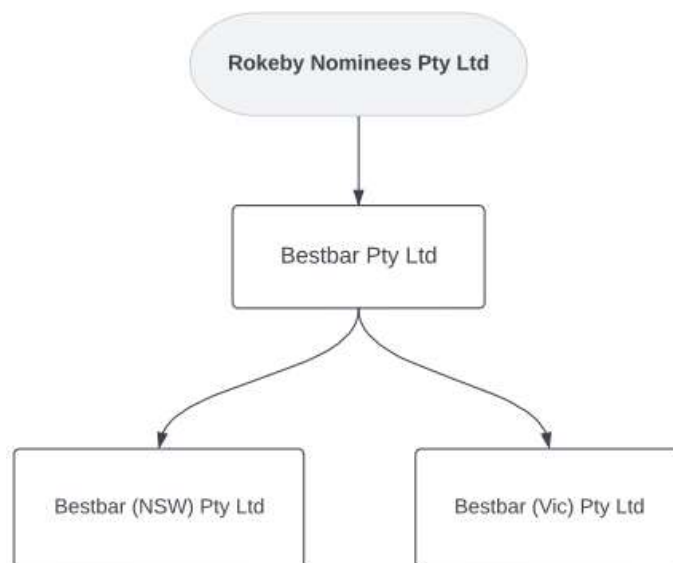 Rokeby Nominees Pty Ltd
Bestbar Pty Ltd
Bestbar (NSW) Pty Ltd
Bestbar (Vic) Pty Ltd